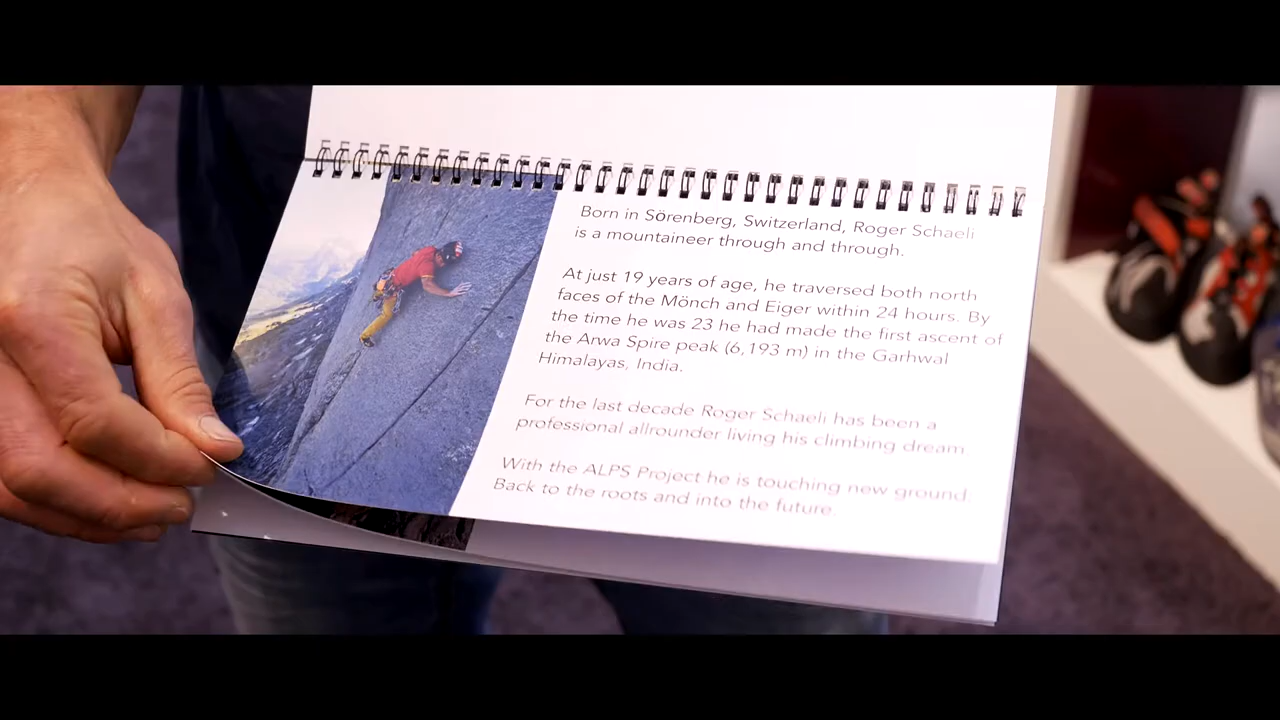 Born in Sörenberg, Switzerland, Roger Schaeli
is a mountaineer through and through.
At just 19 years of age, he traversed both north
faces of the Mönch and Eiger within 24 hours. By
the time he was 23 he had made the first ascent of
the Arwa Spire peak (6,193 m) in the Garhwal
Himalayas, India.
For the last decade Roger Schaeli has been a
professional allrounder living his climbing dream
With the ALPS Project he is touching new ground:
Back to the roots and into the future.